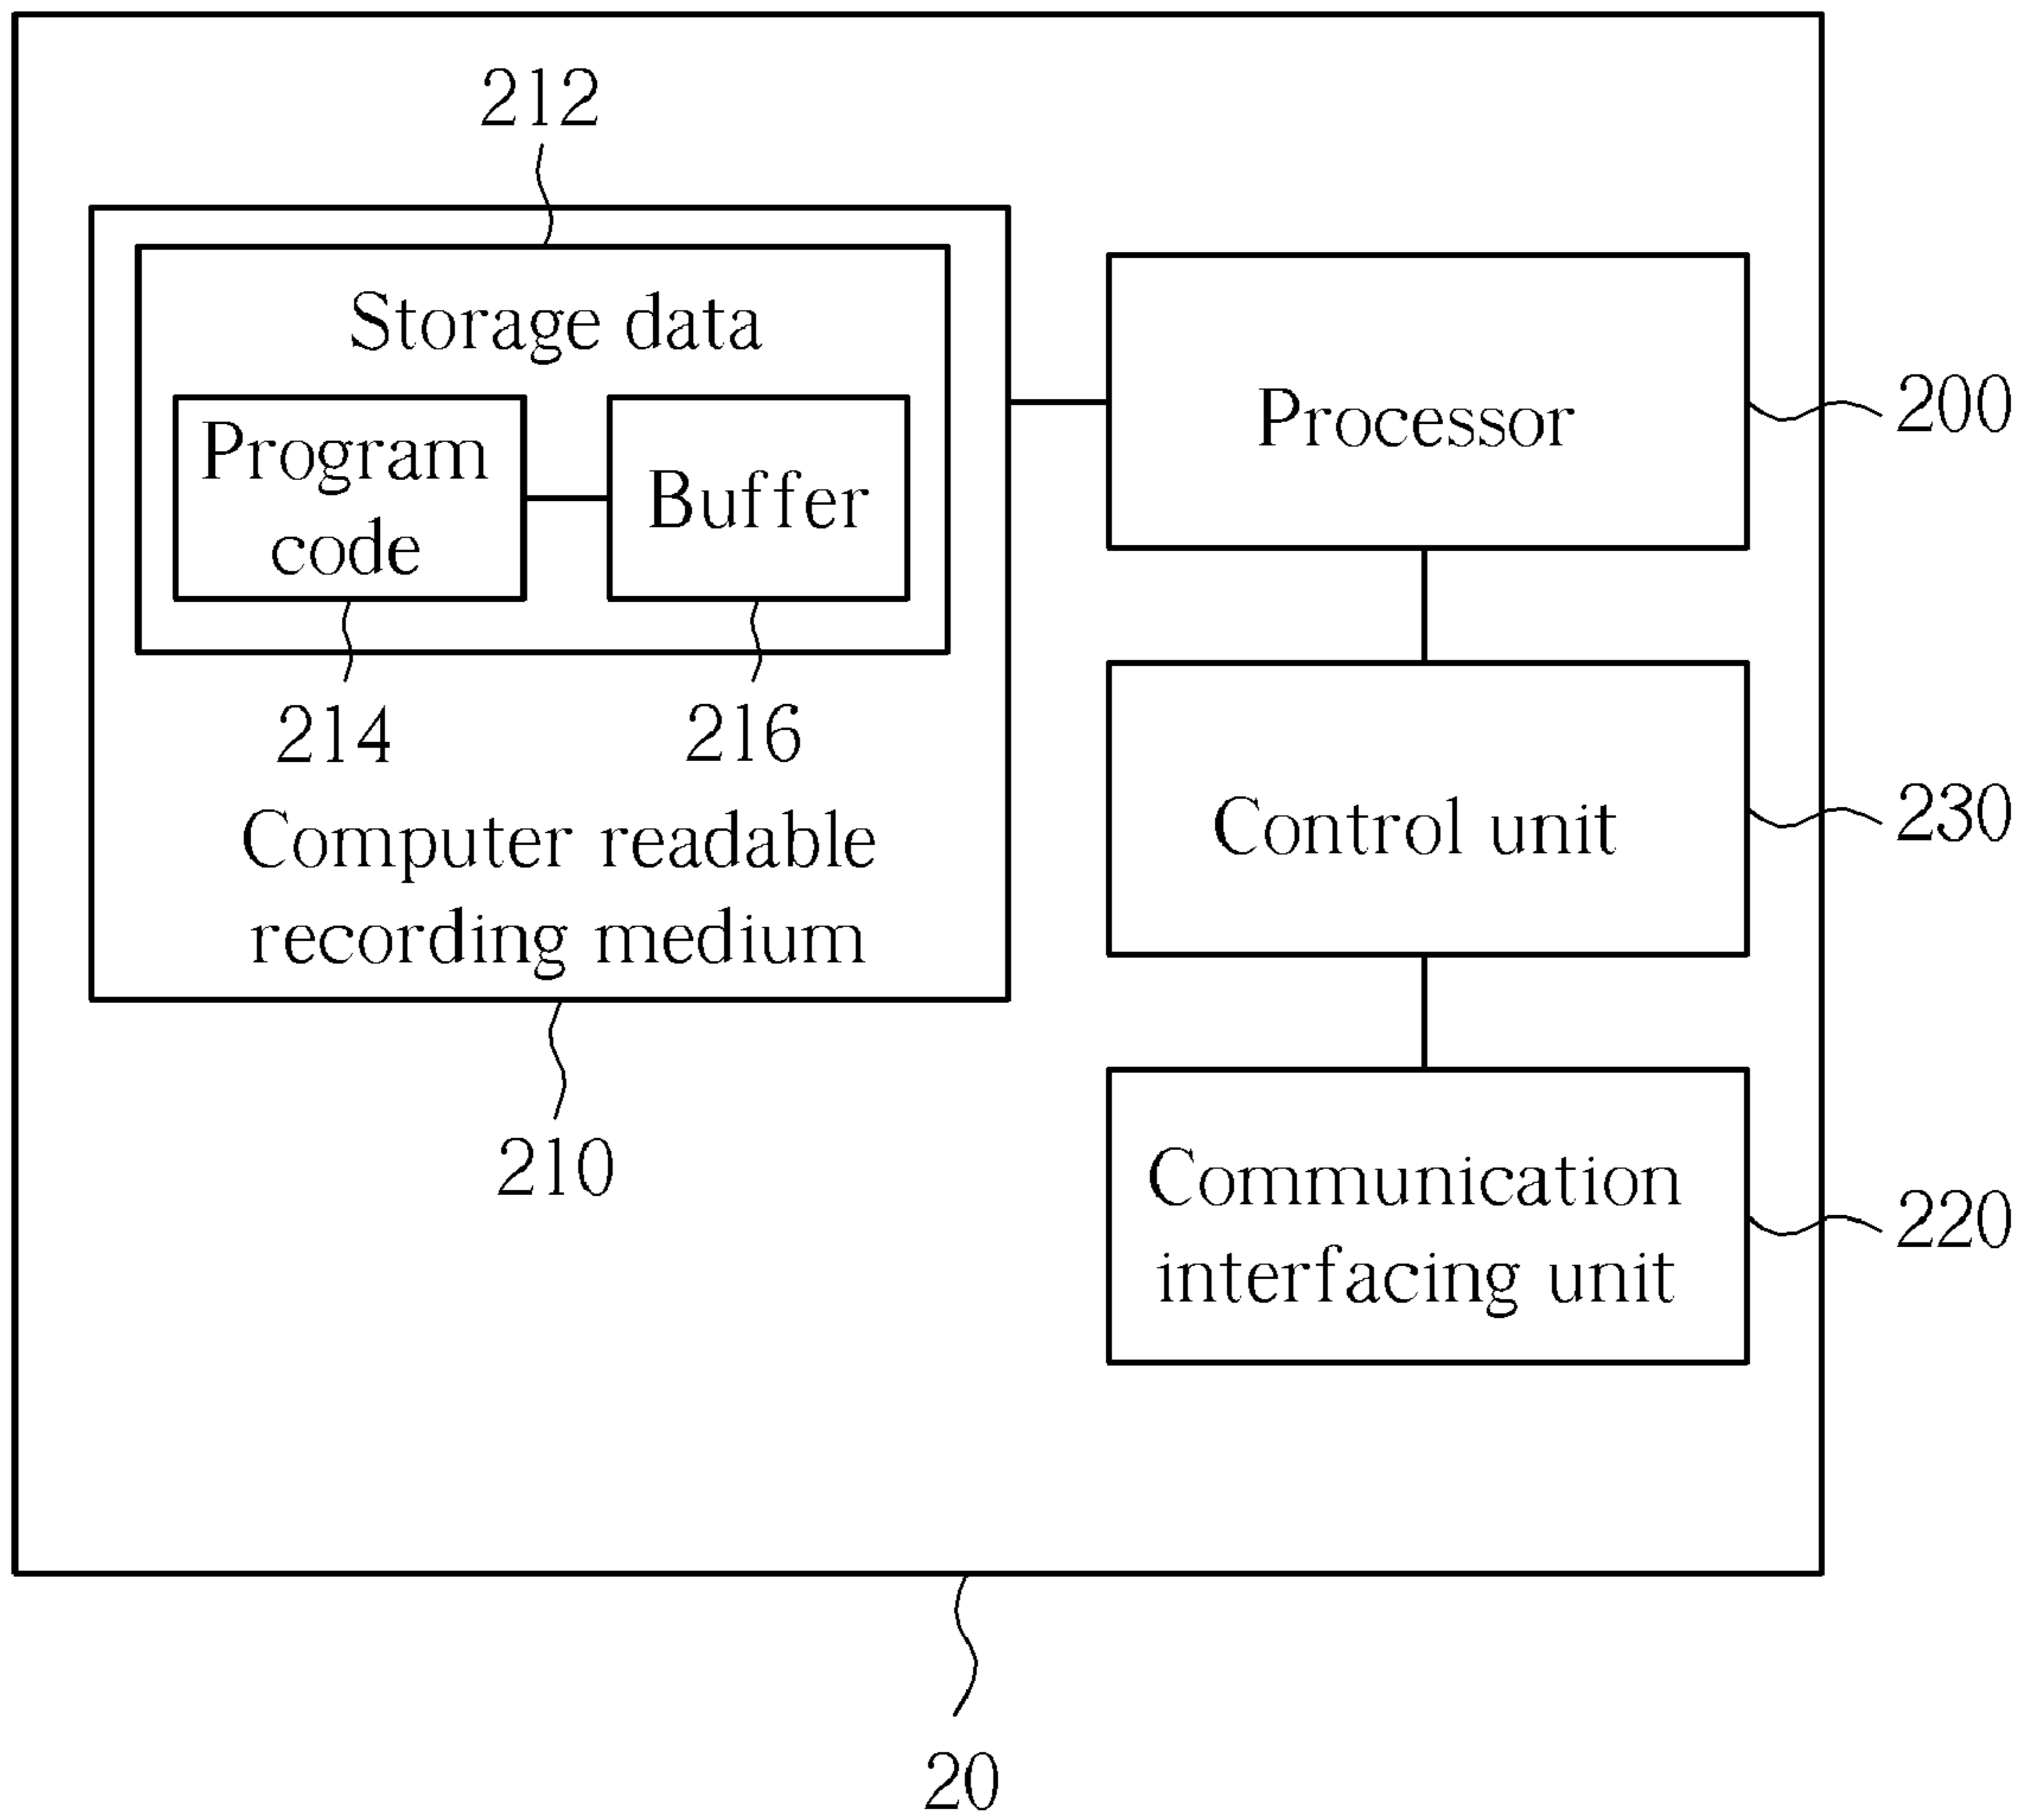 212
Storage data
Program
code
Buffer
214
216
Computer readable
recording medium
210
Processor
200
Control unit
230
Communication
interfacing unit
220
20